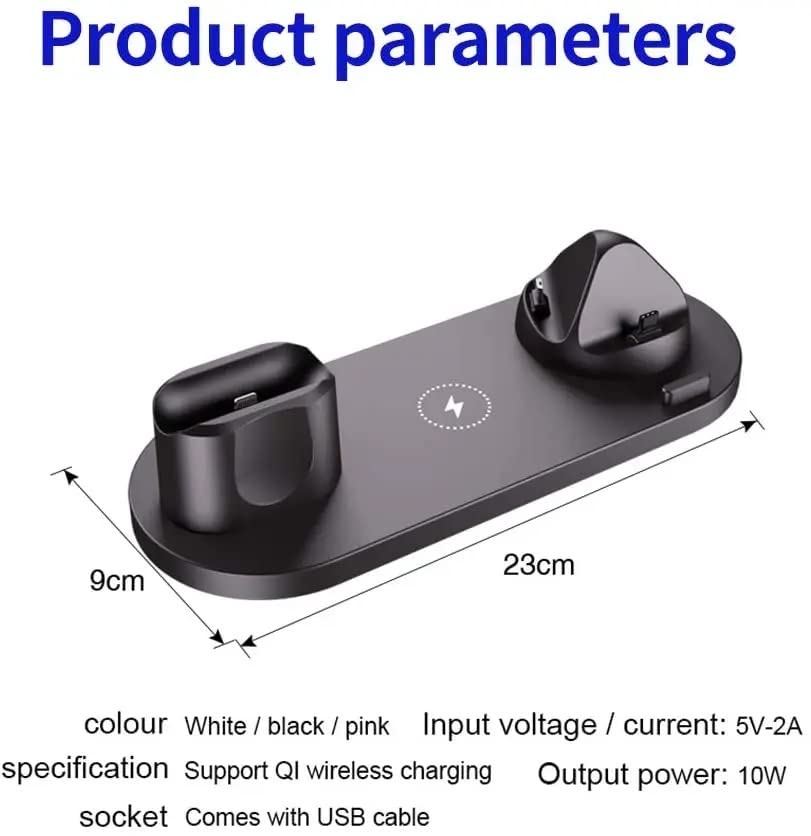 Product parameters
9cm
23cm
colour White / black / pink Input voltage / current: 5V-2A
specification Support QI wireless charging Output power: 10W
socket Comes with USB cable